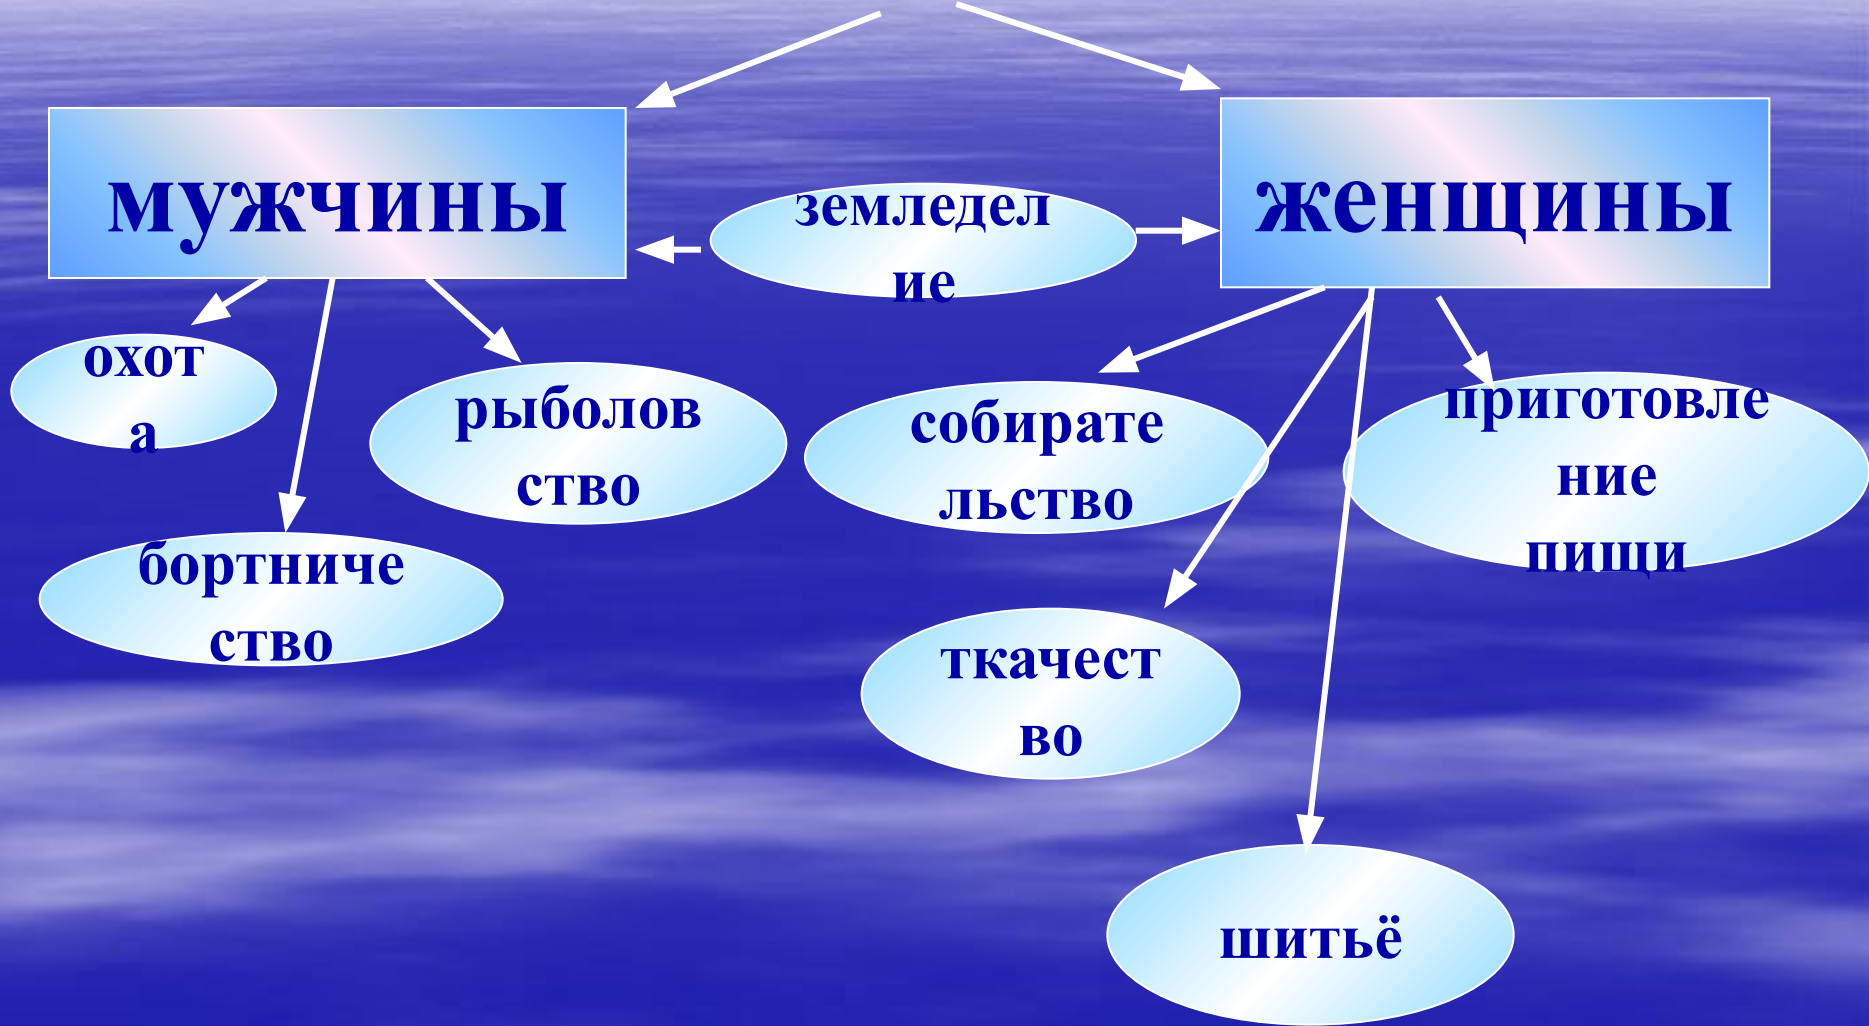 мужчины
женщины
земледел
ие
охот
а
рыболов
ство
собирате
льство
приготовле
ние
пищи
бортниче
ство
ткачест
во
шитьё